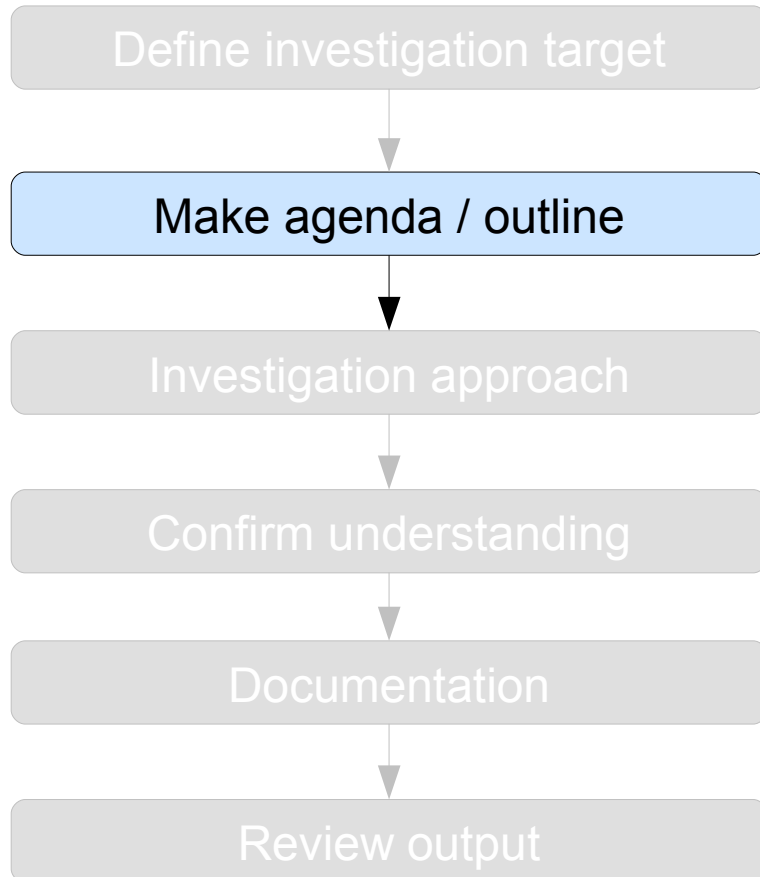 Define investigation target
Make agenda / outline
Investigation approach
Confirm understanding
Documentation
Review output